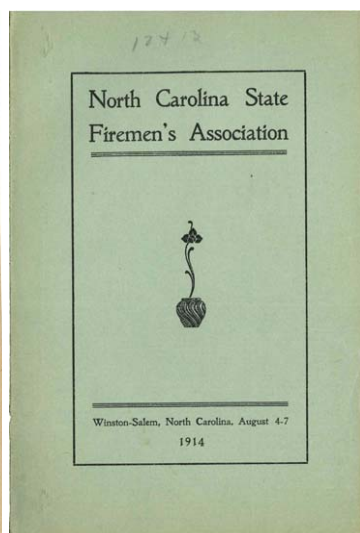 North Carolina State
Firemen's Association
Winston-Salem, North Carolina, August 4-7
1914